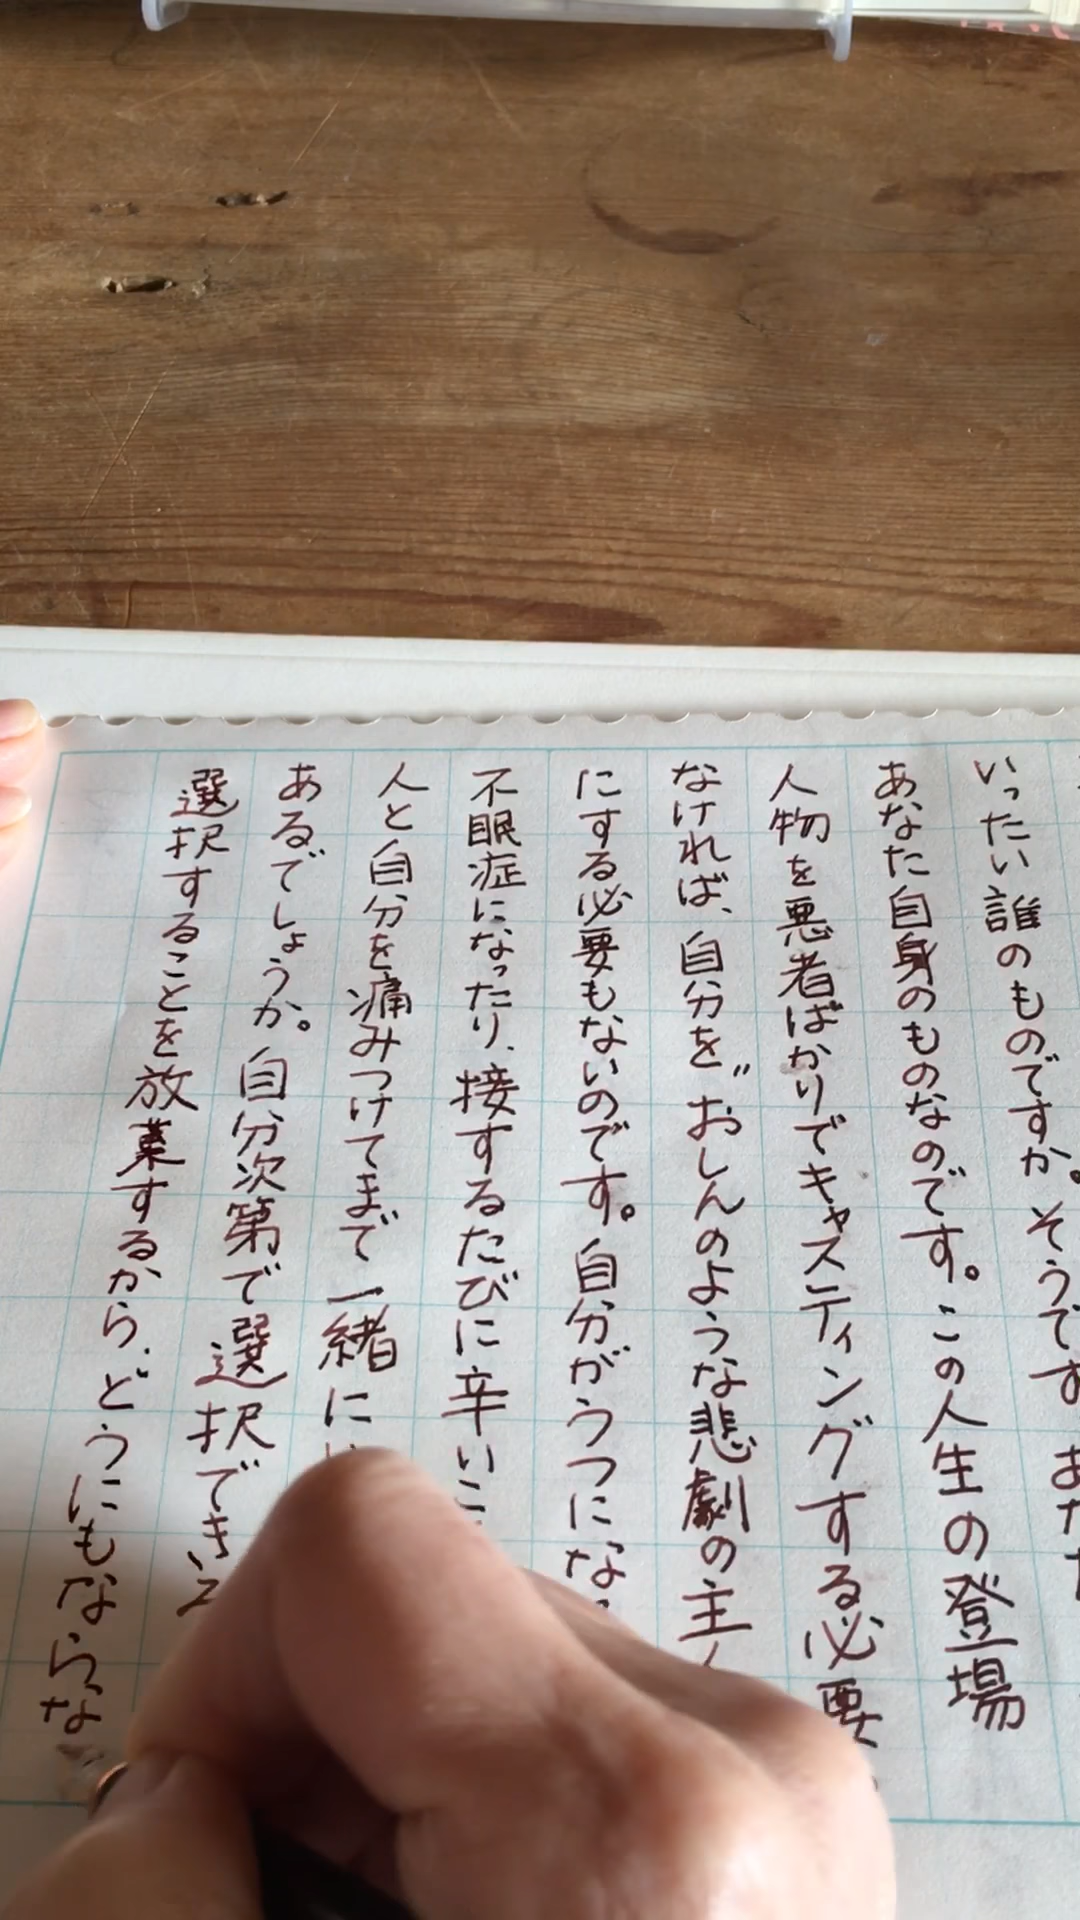 いったい誰のものですか。そうです。あなた
あなた自身のものなのです。この人生の登場
人物を悪者ばかりでキャスティングする必要
なければ、自分を〝おしんのような悲劇の主
にする必要もないのです。自分がうつにな
不眠症になったり、接するたびに辛いこ
人と自分を痛みつけてまで一緒に
あるでしょうか。自分次第で選択できる
選択することを放棄するから、どうにもならな